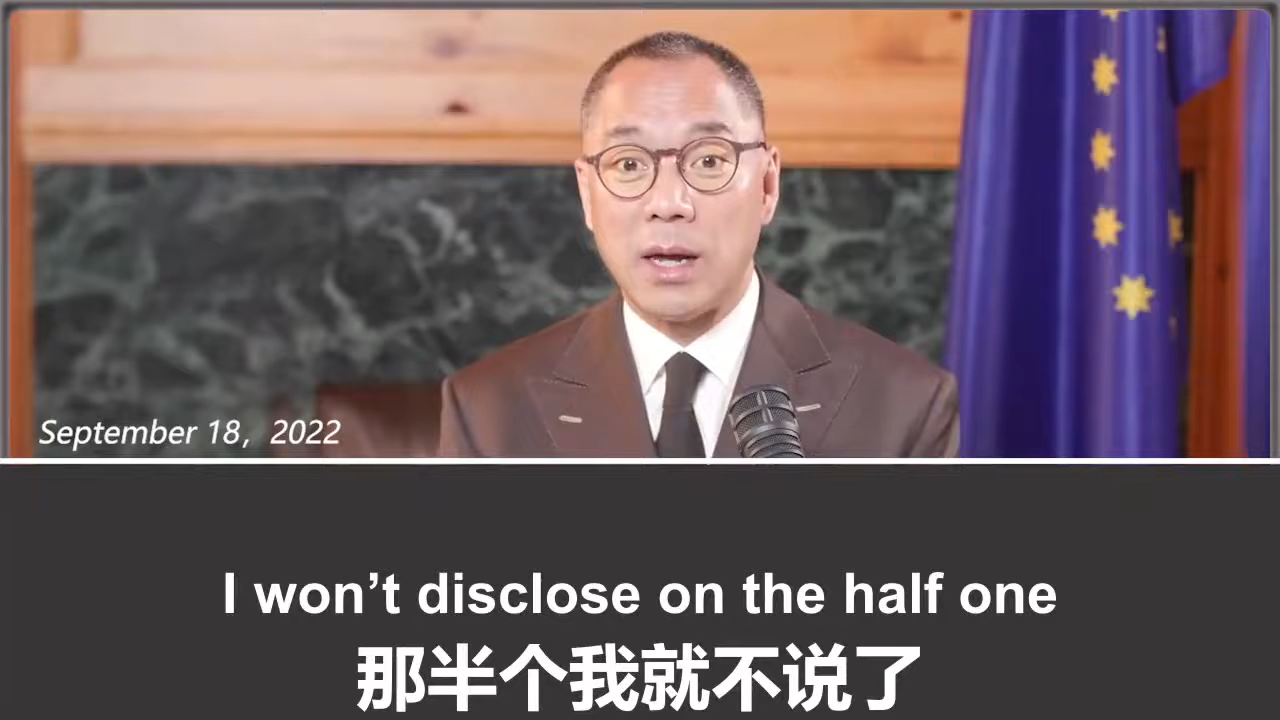 September 18, 2022
I won’t disclose on the half one
那半个我就不说了